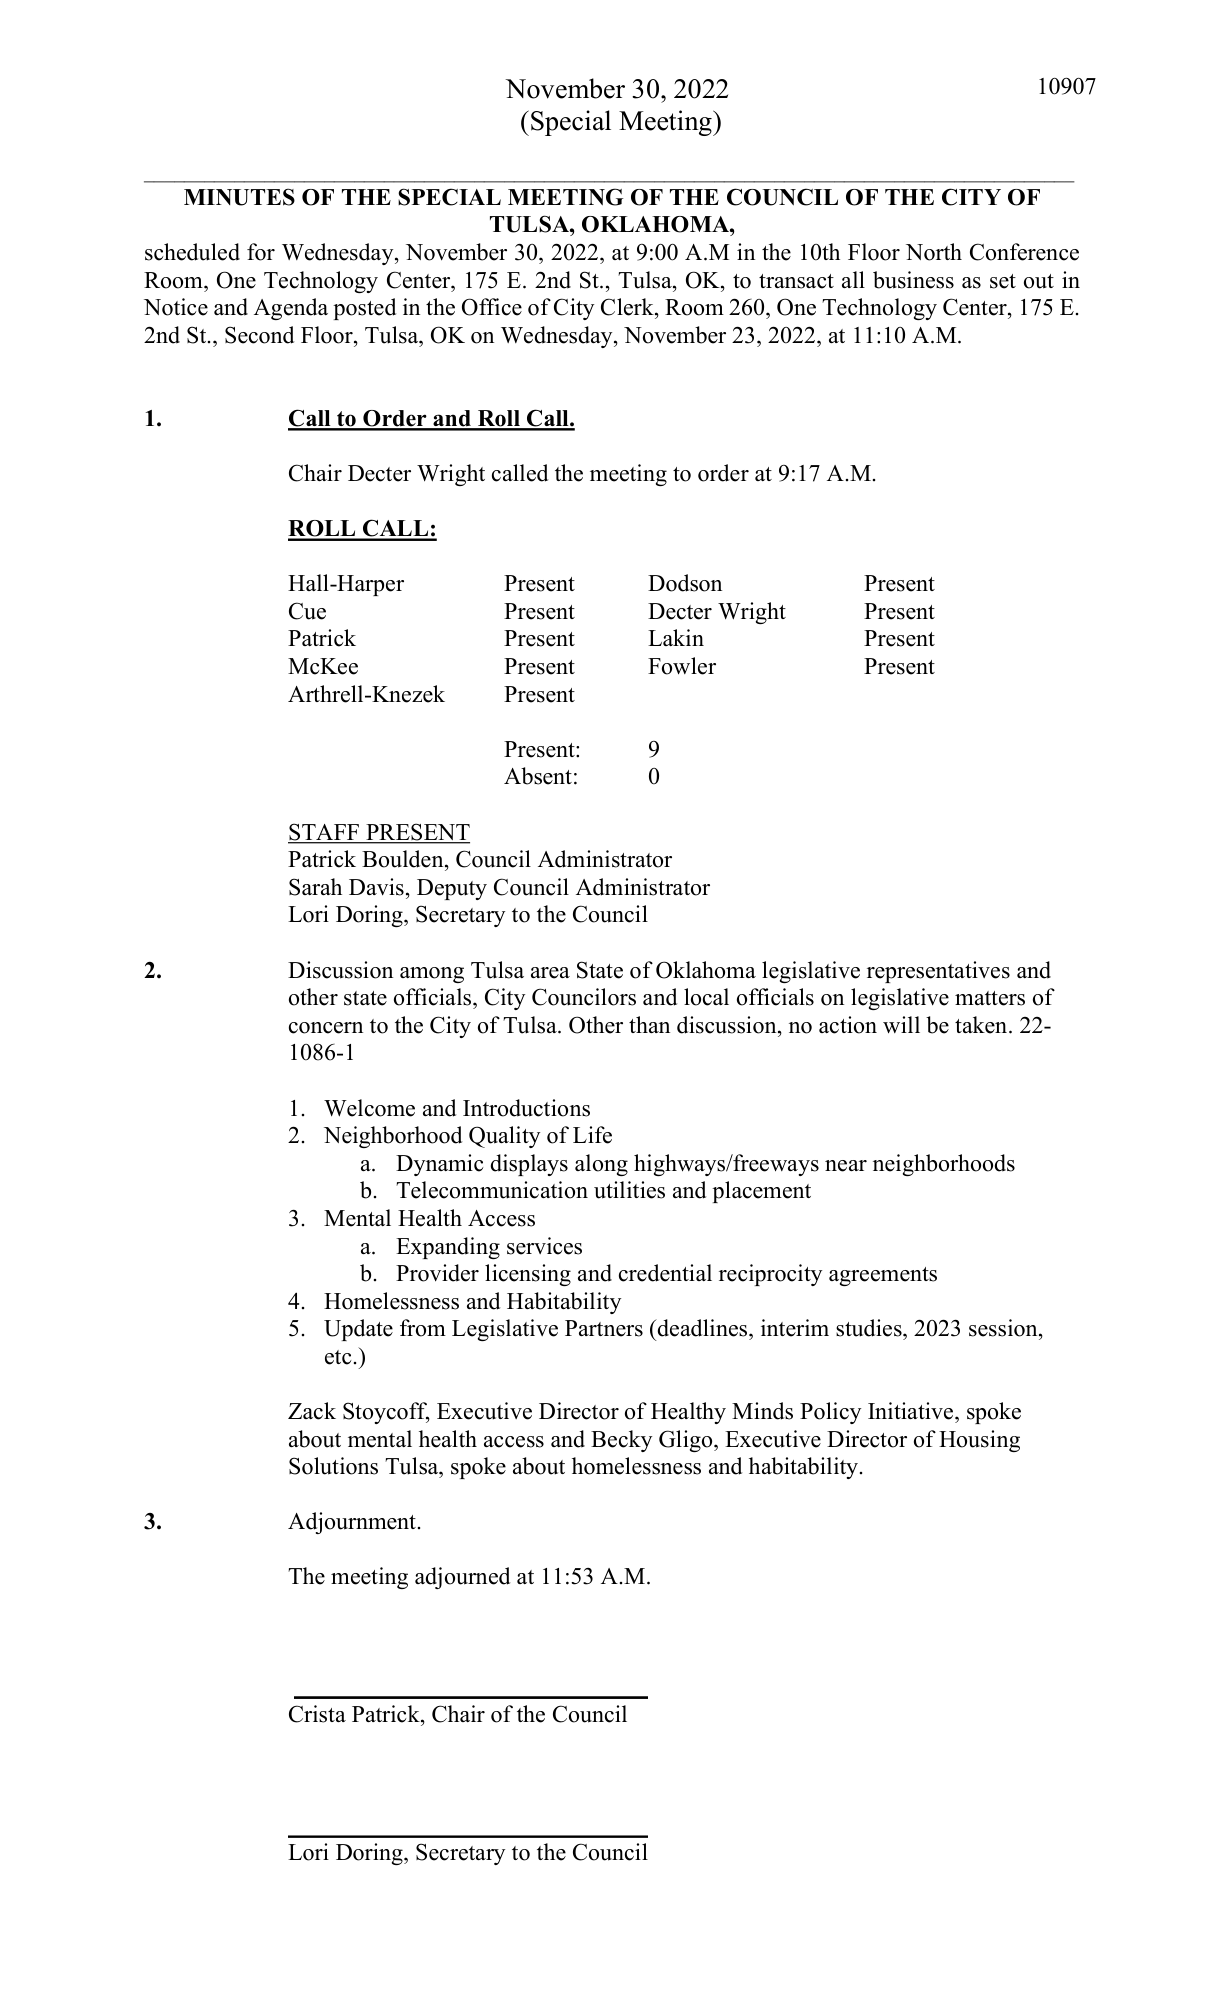 November 30, 2022 10907
(Special Meeting)
MINUTES OF THE SPECIAL MEETING OF THE COUNCIL OF THE CITY OF
TULSA, OKLAHOMA,
scheduled for Wednesday, November 30, 2022, at 9:00 A.M in the 10th Floor North Conference
Room, One Technology Center, 175 E. 2nd St., Tulsa, OK, to transact all business as set out in
Notice and Agenda posted in the Office of City Clerk, Room 260, One Technology Center, 175 E.
2nd St., Second Floor, Tulsa, OK on Wednesday, November 23, 2022, at 11:10 A.M.
1. Call to Order and Roll Call.
Chair Decter Wright called the meeting to order at 9:17 A.M.
ROLL CALL:
Hall-Harper Present Dodson Present
Cue Present Decter Wright Present
Patrick Present Lakin Present
McKee Present Fowler Present
Arthrell-Knezek Present
Present: 9
Absent: 0
STAFF PRESENT
Patrick Boulden, Council Administrator
Sarah Davis, Deputy Council Administrator
Lori Doring, Secretary to the Council
2. Discussion among Tulsa area State of Oklahoma legislative representatives and
other state officials, City Councilors and local officials on legislative matters of
concern to the City of Tulsa. Other than discussion, no action will be taken. 22-
1086-1
1. Welcome and Introductions
2. Neighborhood Quality of Life
a. Dynamic displays along highways/freeways near neighborhoods
b. Telecommunication utilities and placement
3. Mental Health Access
a. Expanding services
b. Provider licensing and credential reciprocity agreements
4. Homelessness and Habitability
5. Update from Legislative Partners (deadlines, interim studies, 2023 session,
etc.)
Zack Stoycoff, Executive Director of Healthy Minds Policy Initiative, spoke
about mental health access and Becky Gligo, Executive Director of Housing
Solutions Tulsa, spoke about homelessness and habitability.
3. Adjournment.
The meeting adjourned at 11:53 A.M.
Crista Patrick, Chair of the Council
Lori Doring, Secretary to the Council